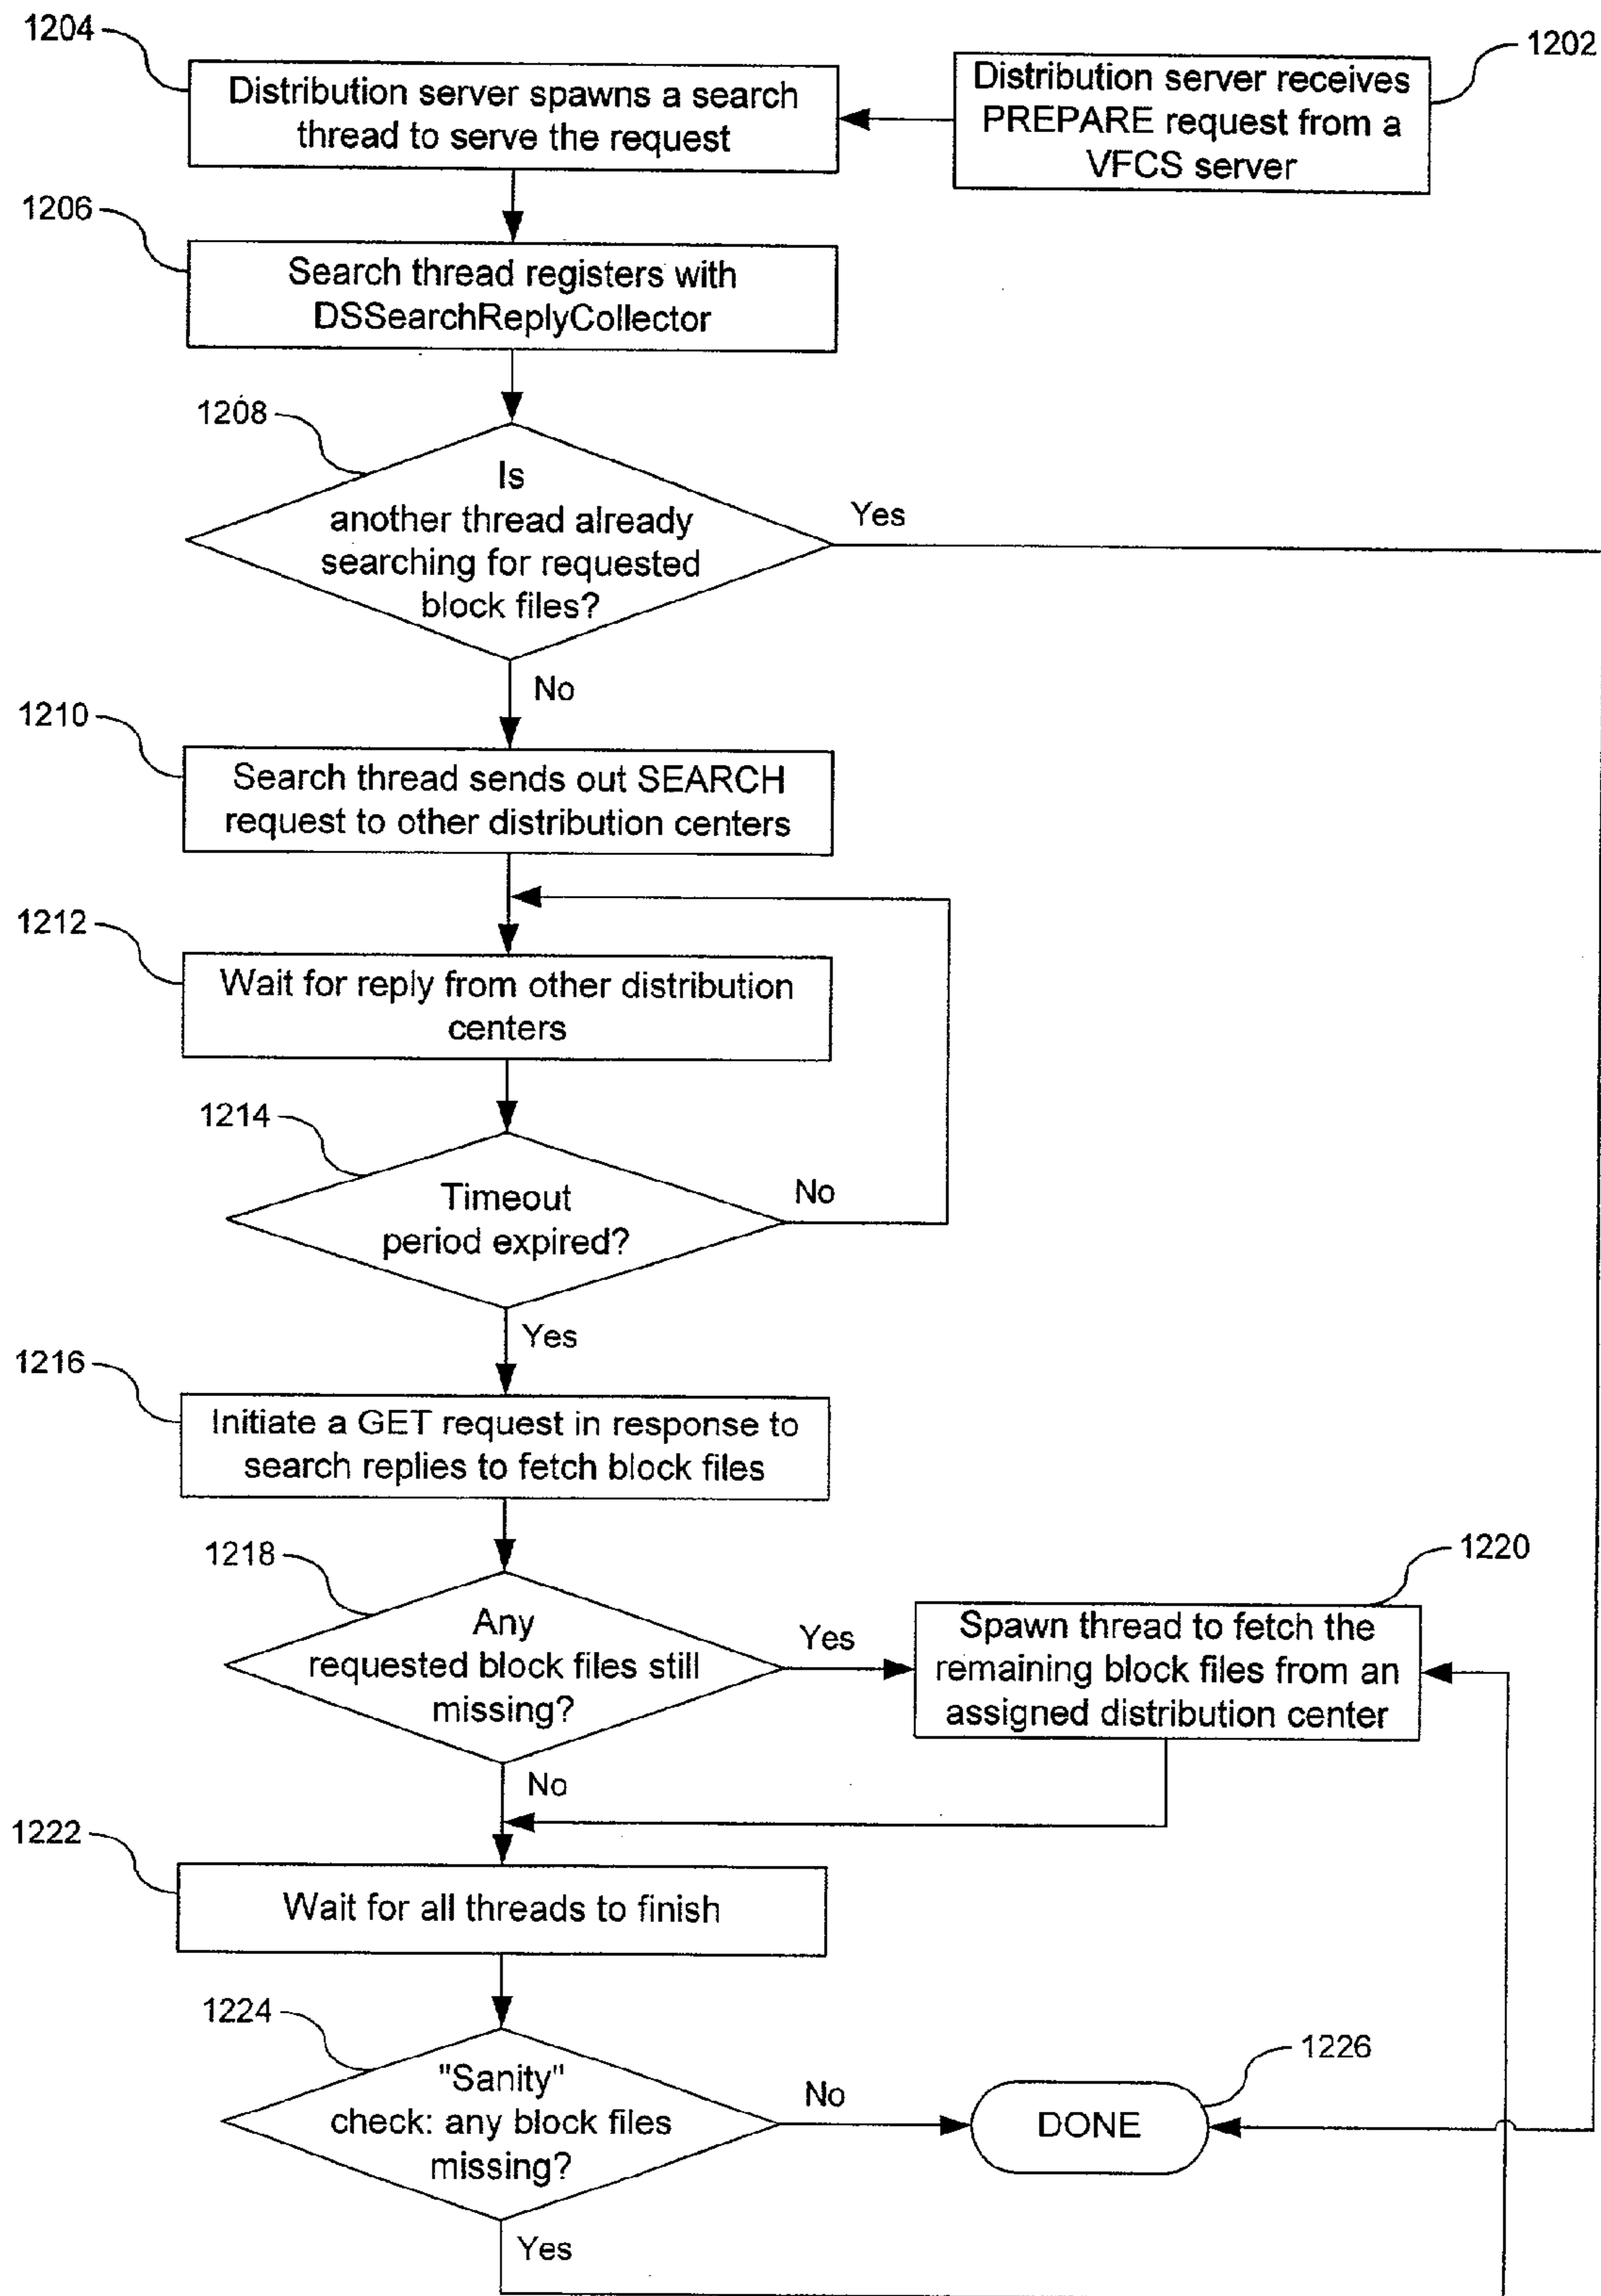 1204
1202
Distribution server spawns a search
thread to serve the request
Distribution server receives
PREPARE request from a
VFCS server
1206
Search thread registers with
DSSearchReplyCollector
1208
Is
another thread already
searching for requested
block files?
Yes
No
1210
Search thread sends out SEARCH
request to other distribution centers
1212
Wait for reply from other distribution
centers
1214
Timeout
period expired?
No
Yes
1216
Initiate a GET request in response to
search replies to fetch block files
1218
Any
requested block files still
missing?
Yes
1220
Spawn thread to fetch the
remaining block files from an
assigned distribution center
No
1222
Wait for all threads to finish
1224
"Sanity"
check: any block files
missing?
No
1226
DONE
Yes